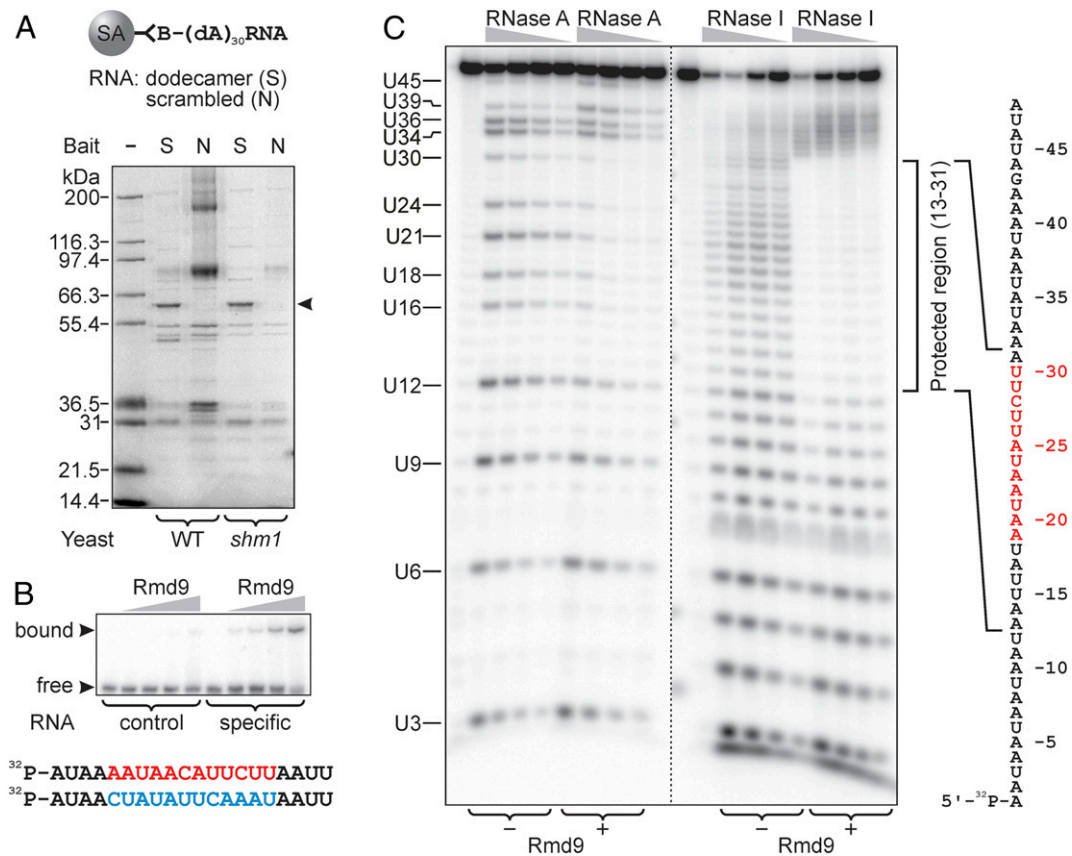 A
SA
B-(dA)30RNA
RNA: dodecamer (S)
scrambled (N)
Bait – S N S N
kDa
200–
116.3–
97.4–
66.3–
55.4–
36.5–
31–
21.5–
14.4–
Yeast WT shm1
B
Rmd9 Rmd9
bound
free
RNA control specific
32P-AUAAAAUAACAUUCUUAAUU
32P-AUAACUAUAUUCAAAUAAUU
C
RNase A RNase A RNase I RNase I
U45
U39
U36
U34
U30
U24
U21
U18
U16
U12
U9
U6
U3
– + – +
Rmd9 Rmd9
Protected region (13-31)
AUAUAGAAAUAAUAUAAAUUCUUAUAAUAAUAUUAAUAAUAAUAAUAA
-45
-40
-35
-30
-25
-20
-15
-10
-5
5'-32P-